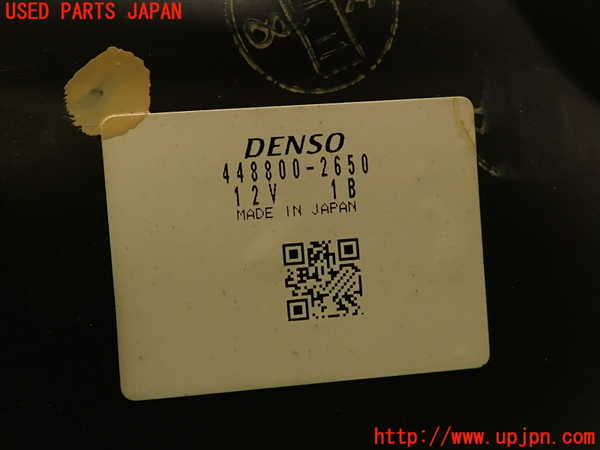 USED PARTS JAPAN
DENSO
448800-2650
12V 1B
MADE IN JAPAN
http://www.upjpn.com/